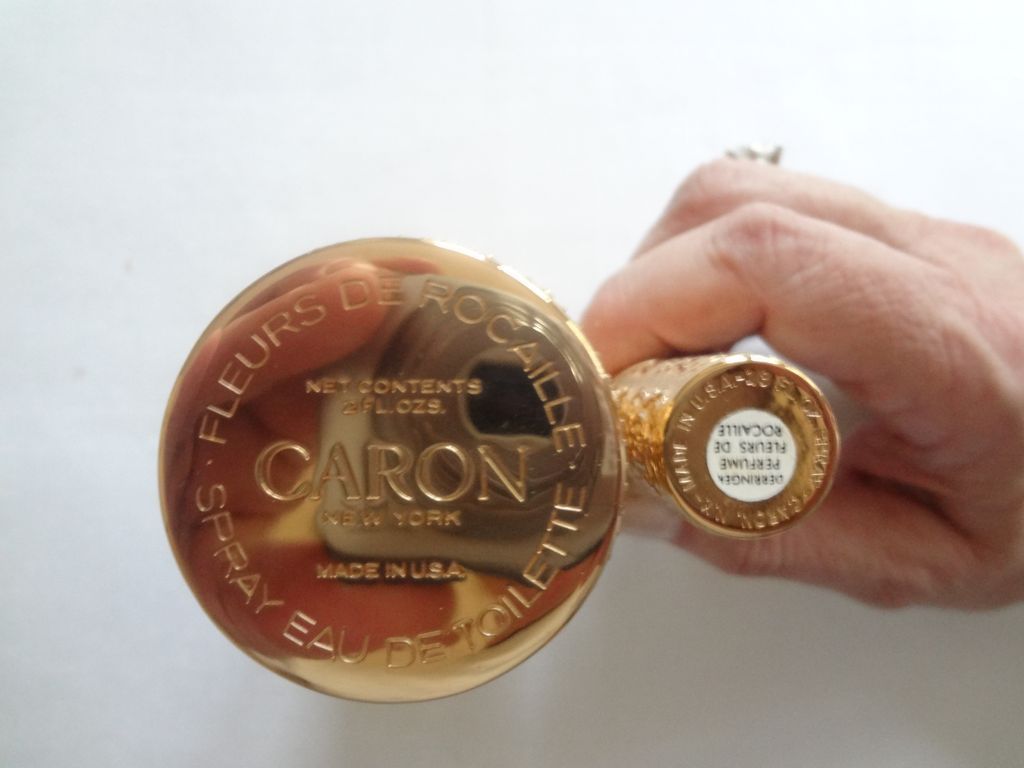 FLEURS DE ROCAILLE
NET CONTENTS
2 FL. OZS.
CARON
NEW YORK
MADE IN U.S.A.
SPRAY EAU DE TOILETTE
MADE IN U.S.A.
DERRINGER
PERFUME
FLEURS DE
ROCAILLE
CARON, N.Y.